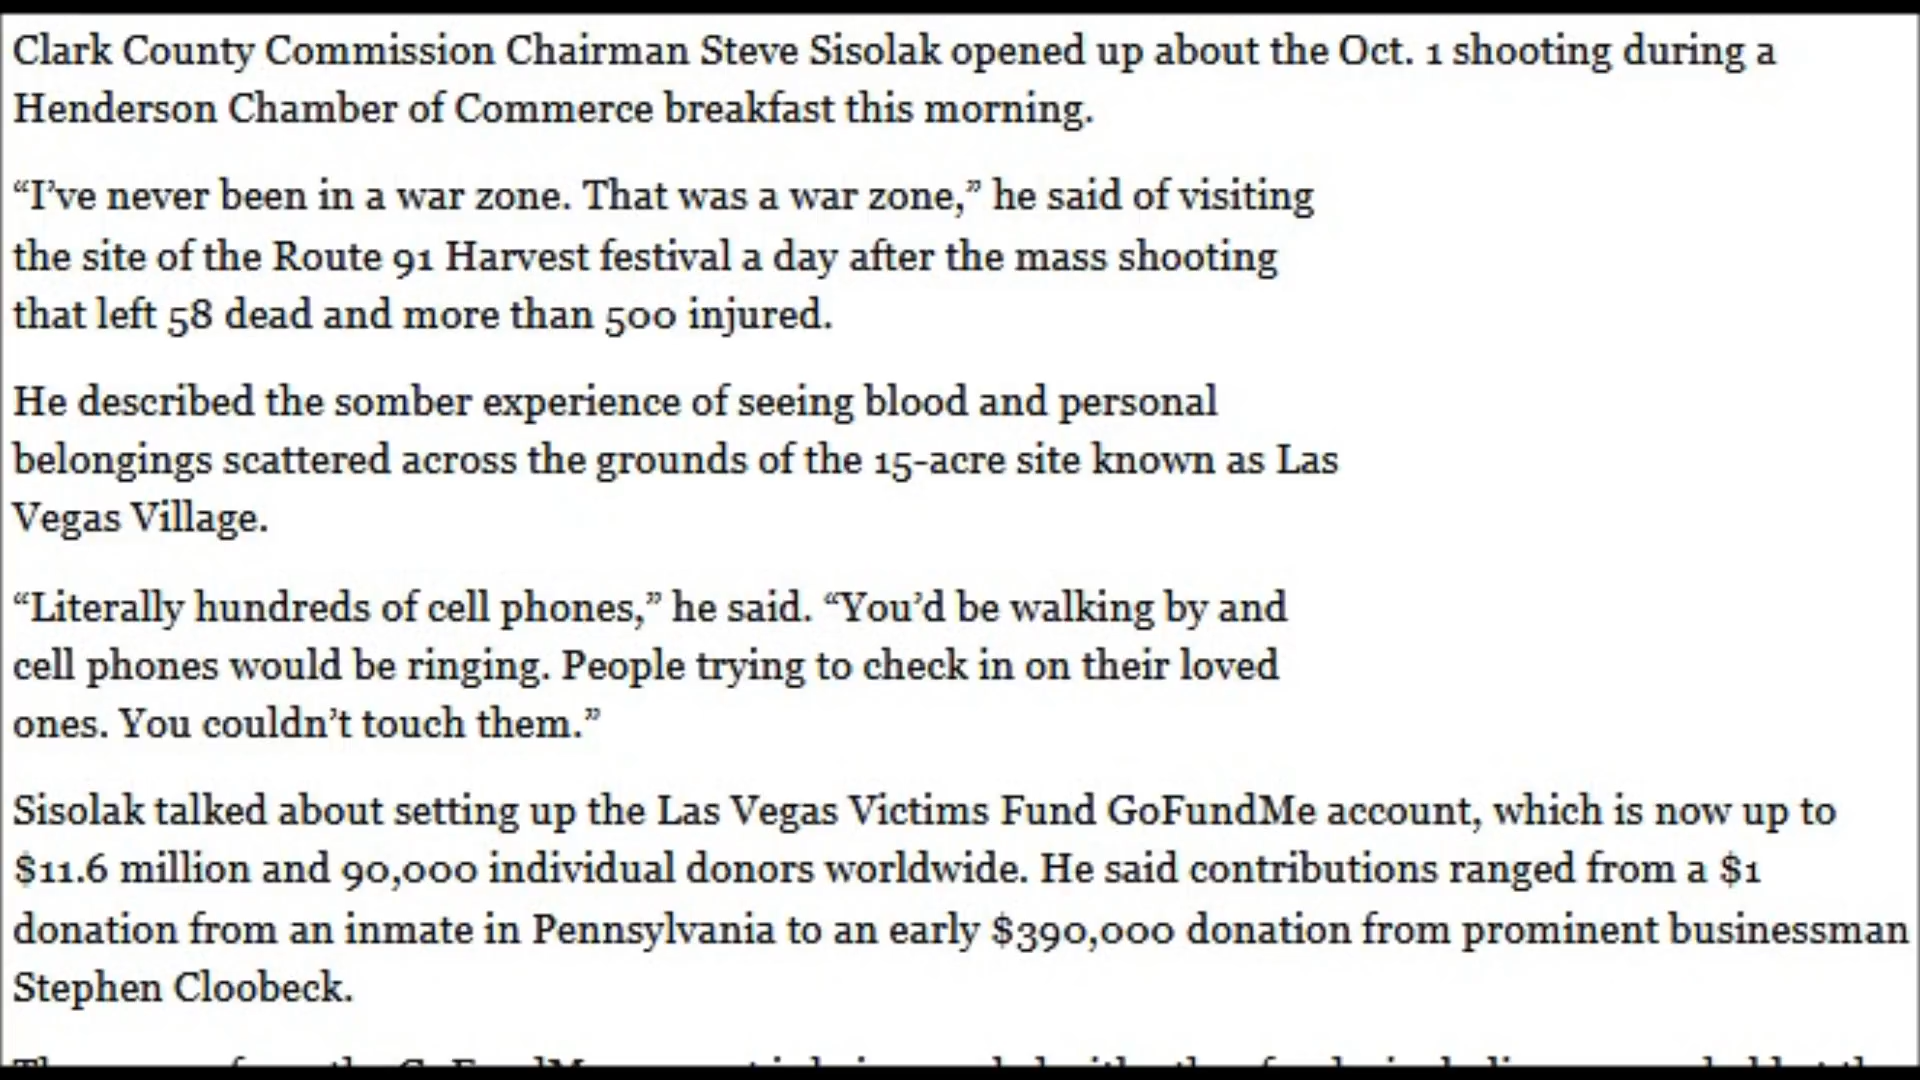 Clark County Commission Chairman Steve Sisolak opened up about the Oct. 1 shooting during a
Henderson Chamber of Commerce breakfast this morning.
“I’ve never been in a war zone. That was a war zone,” he said of visiting
the site of the Route 91 Harvest festival a day after the mass shooting
that left 58 dead and more than 500 injured.
He described the somber experience of seeing blood and personal
belongings scattered across the grounds of the 15-acre site known as Las
Vegas Village.
“Literally hundreds of cell phones,” he said. “You’d be walking by and
cell phones would be ringing. People trying to check in on their loved
ones. You couldn’t touch them.”
Sisolak talked about setting up the Las Vegas Victims Fund GoFundMe account, which is now up to
$11.6 million and 90,000 individual donors worldwide. He said contributions ranged from a $1
donation from an inmate in Pennsylvania to an early $390,000 donation from prominent businessman
Stephen Cloobeck.